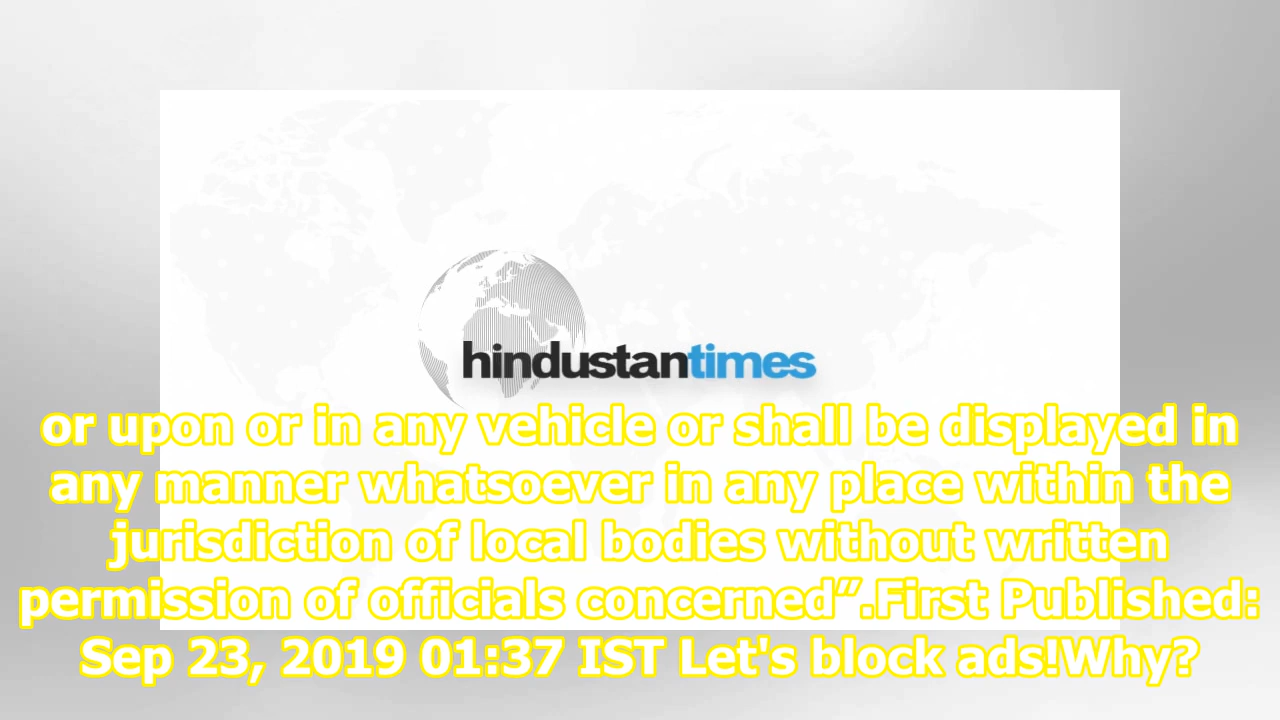 hindustantimes
or upon or in any vehicle or shall be displayed in
any manner whatsoever in any place within the
jurisdiction of local bodies without written
permission of officials concerned”.First Published:
Sep 23, 2019 01:37 IST Let's block ads!Why?